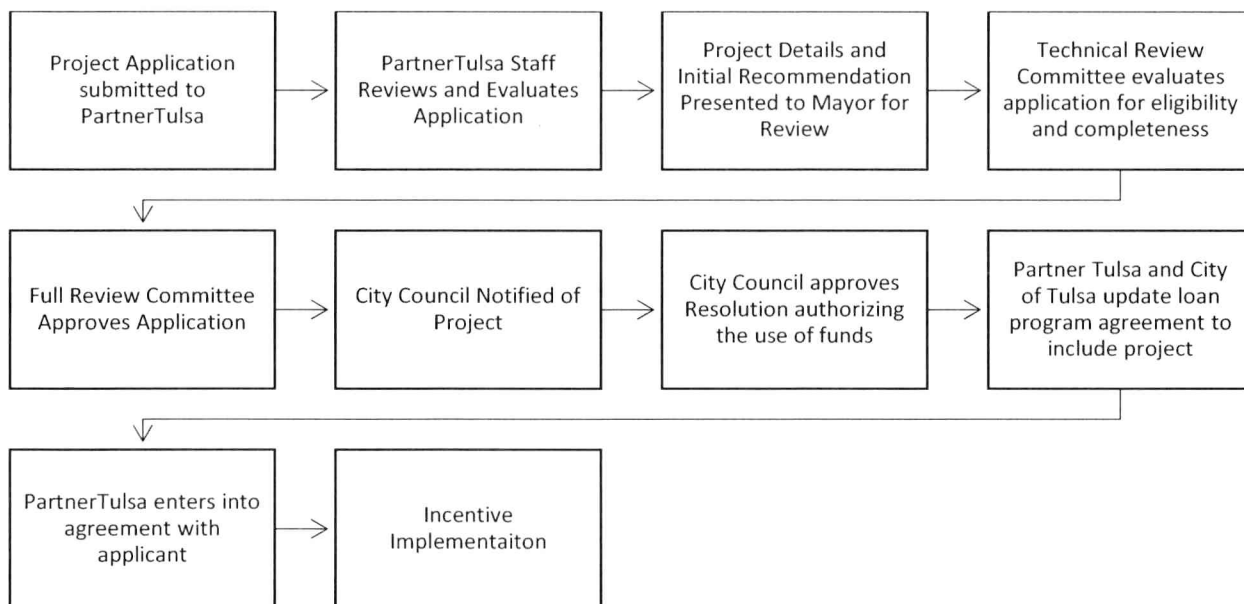 Project Application
submitted to
PartnerTulsa
PartnerTulsa Staff
Reviews and Evaluates
Application
Project Details and
Initial Recommendation
Presented to Mayor for
Review
Technical Review
Committee evaluates
application for eligibility
and completeness
Full Review Committee
Approves Application
City Council Notified of
Project
City Council approves
Resolution authorizing
the use of funds
Partner Tulsa and City
of Tulsa update loan
program agreement to
include project
PartnerTulsa enters into
agreement with
applicant
Incentive
Implementaiton